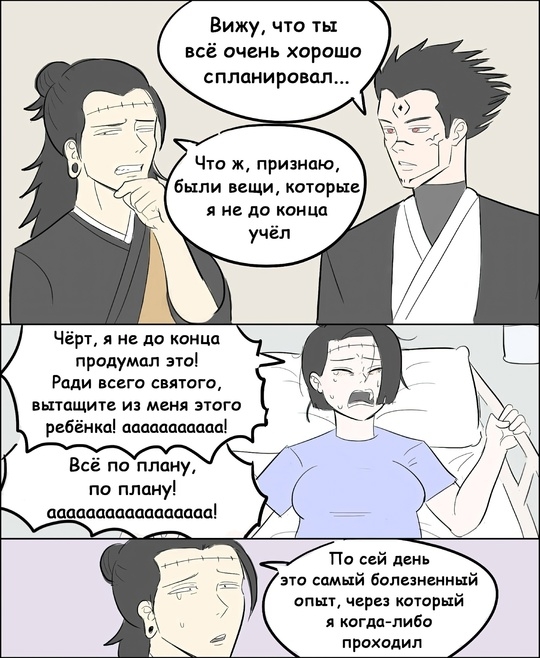 Вижу, что ты
всё очень хорошо
спланировал...
Что ж, признаю,
были вещи, которые
я не до конца
учёл
Чёрт, я не до конца
продумал это!
Ради всего святого,
вытащите из меня этого
ребёнка! ааааааааааа!
Всё по плану,
по плану!
ааааааааааааааааа!
По сей день
это самый болезненный
опыт, через который
я когда-либо
проходил